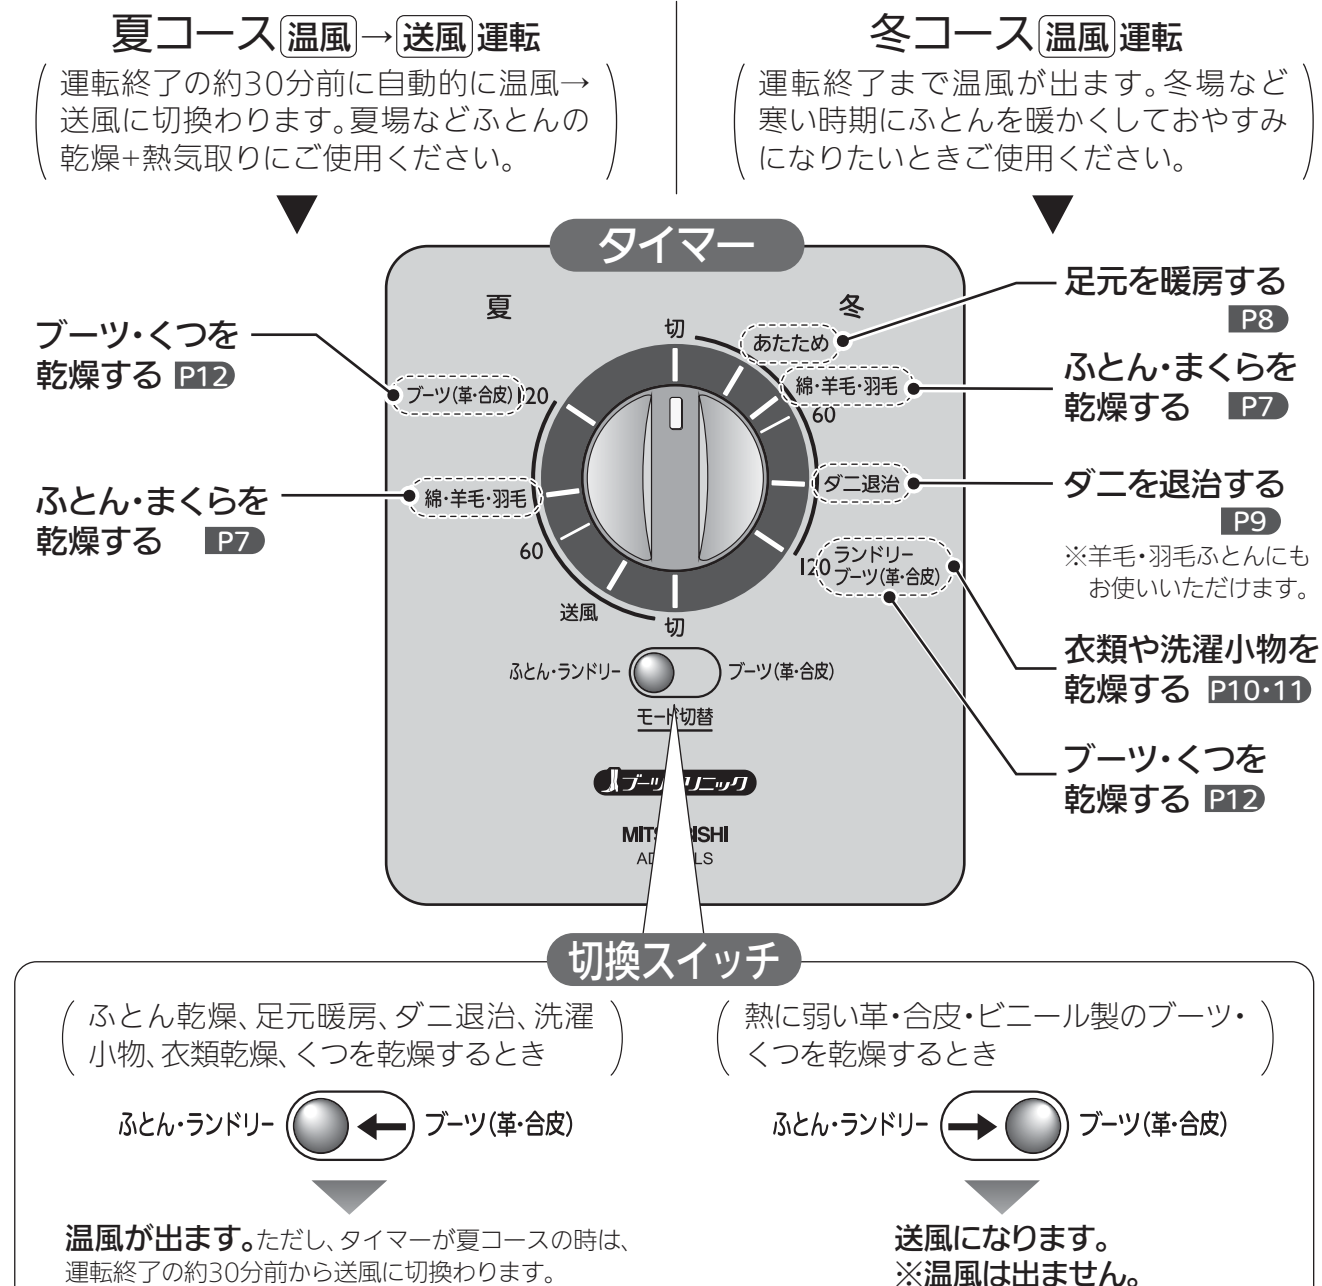 夏コース 温風→送風 運転
運転終了の約30分前に自動的に温風→
送風に切換わります。夏場などふとんの
乾燥+熱気取りにご使用ください。
冬コース 温風 運転
運転終了まで温風が出ます。冬場など
寒い時期にふとんを暖かくしておやすみ
になりたいときご使用ください。
タイマー
夏
冬
切
あたため
綿・羊毛・羽毛
60
ダニ退治
120
ランドリー
ブーツ(革・合皮)
ブーツ(革・合皮)
120
綿・羊毛・羽毛
60
送風
切
ブーツ・くつを
乾燥する P12
ふとん・まくらを
乾燥する P7
足元を暖房する
P8
ふとん・まくらを
乾燥する P7
ダニを退治する
P9
※羊毛・羽毛ふとんにも
お使いいただけます。
衣類や洗濯小物を
乾燥する P10・11
ブーツ・くつを
乾燥する P12
ふとん・ランドリー ブーツ(革・合皮)
モード切替
切換スイッチ
ふとん乾燥、足元暖房、ダニ退治、洗濯
小物、衣類乾燥、くつを乾燥するとき
ふとん・ランドリー ブーツ(革・合皮)
温風が出ます。ただし、タイマーが夏コースの時は、
運転終了の約30分前から送風に切換わります。
熱に弱い革・合皮・ビニール製のブーツ・
くつを乾燥するとき
ふとん・ランドリー ブーツ(革・合皮)
送風になります。
※温風は出ません。